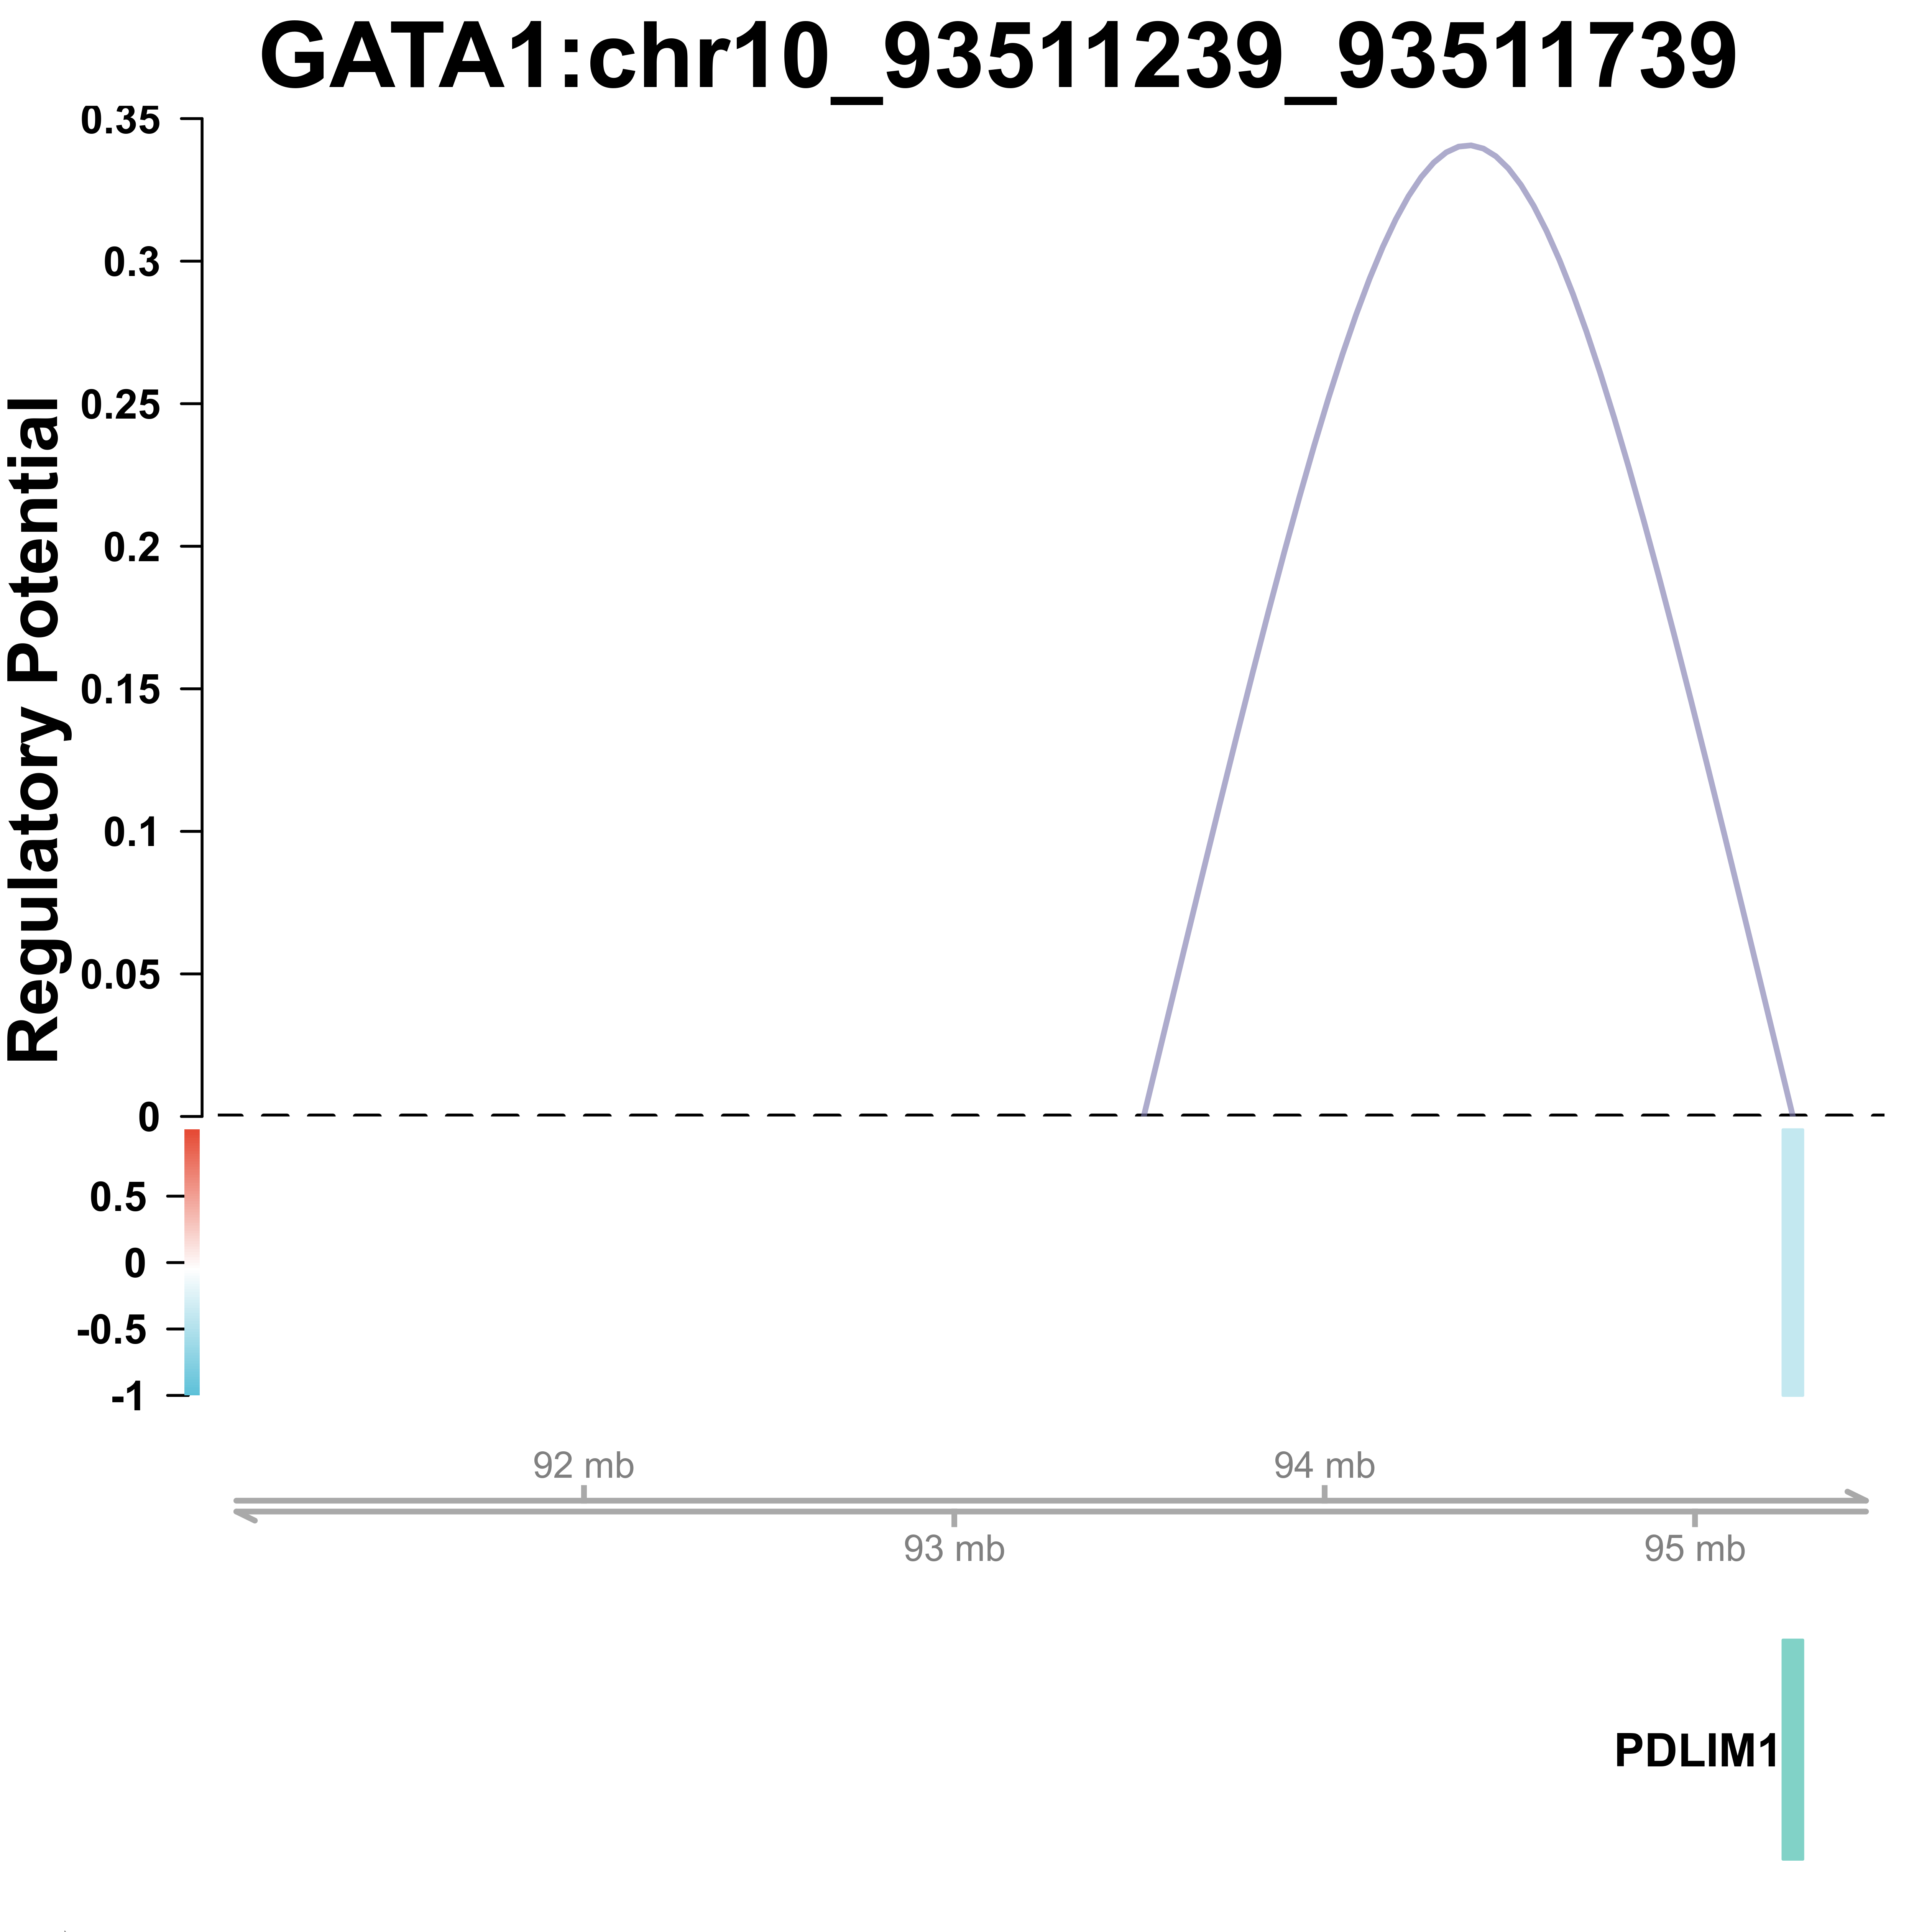 GATA1:chr10_93511239_93511739
Regulatory Potential
0.35
0.3
0.25
0.2
0.15
0.1
0.05
0
0.5
0
-0.5
-1
92 mb
94 mb
93 mb
95 mb
PDLIM1